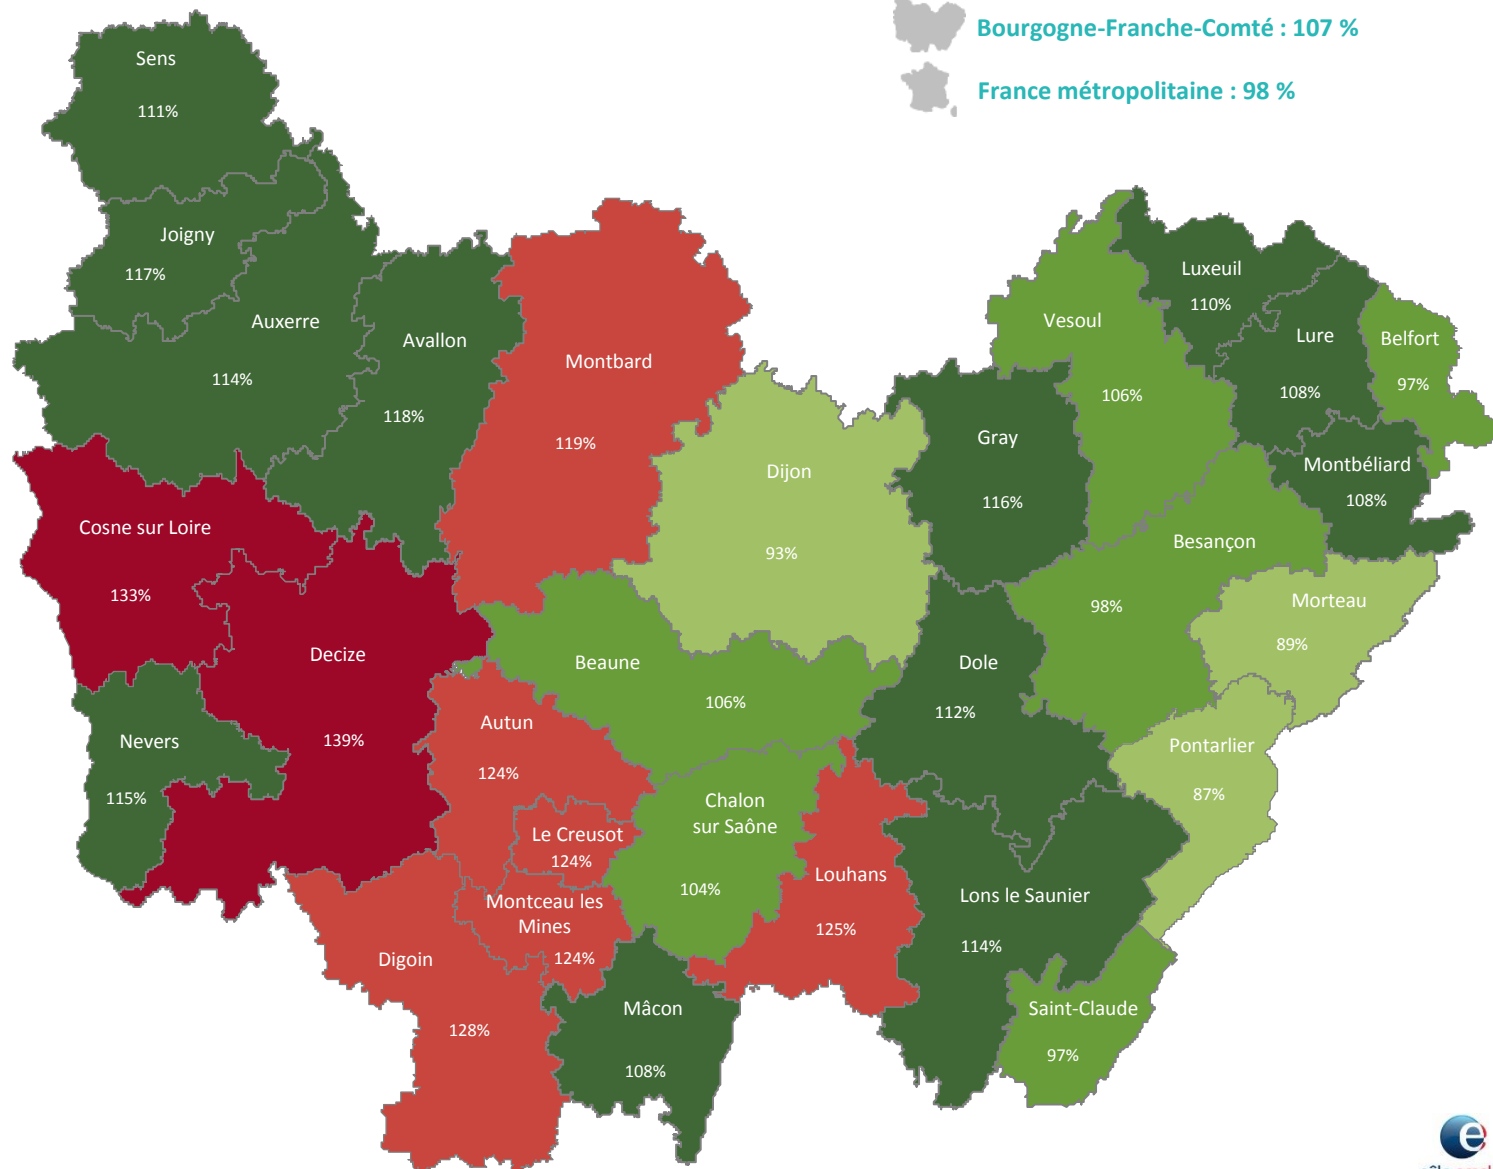 Bourgogne-Franche-Comté : 107 %
France métropolitaine : 98 %
Sens
111%
Joigny
117%
Auxerre
114%
Avallon
118%
Montbard
119%
Luxeuil
110%
Vesoul
106%
Lure
108%
Belfort
97%
Gray
116%
Montbéliard
108%
Dijon
93%
Cosne sur Loire
133%
Besançon
98%
Morteau
89%
Decize
139%
Beaune
106%
Dole
112%
Nevers
115%
Autun
124%
Pontarlier
87%
Chalon
sur Saône
104%
Le Creusot
124%
Louhans
125%
Lons le Saunier
114%
Montceau les
Mines
124%
Digoin
128%
Mâcon
108%
Saint-Claude
97%